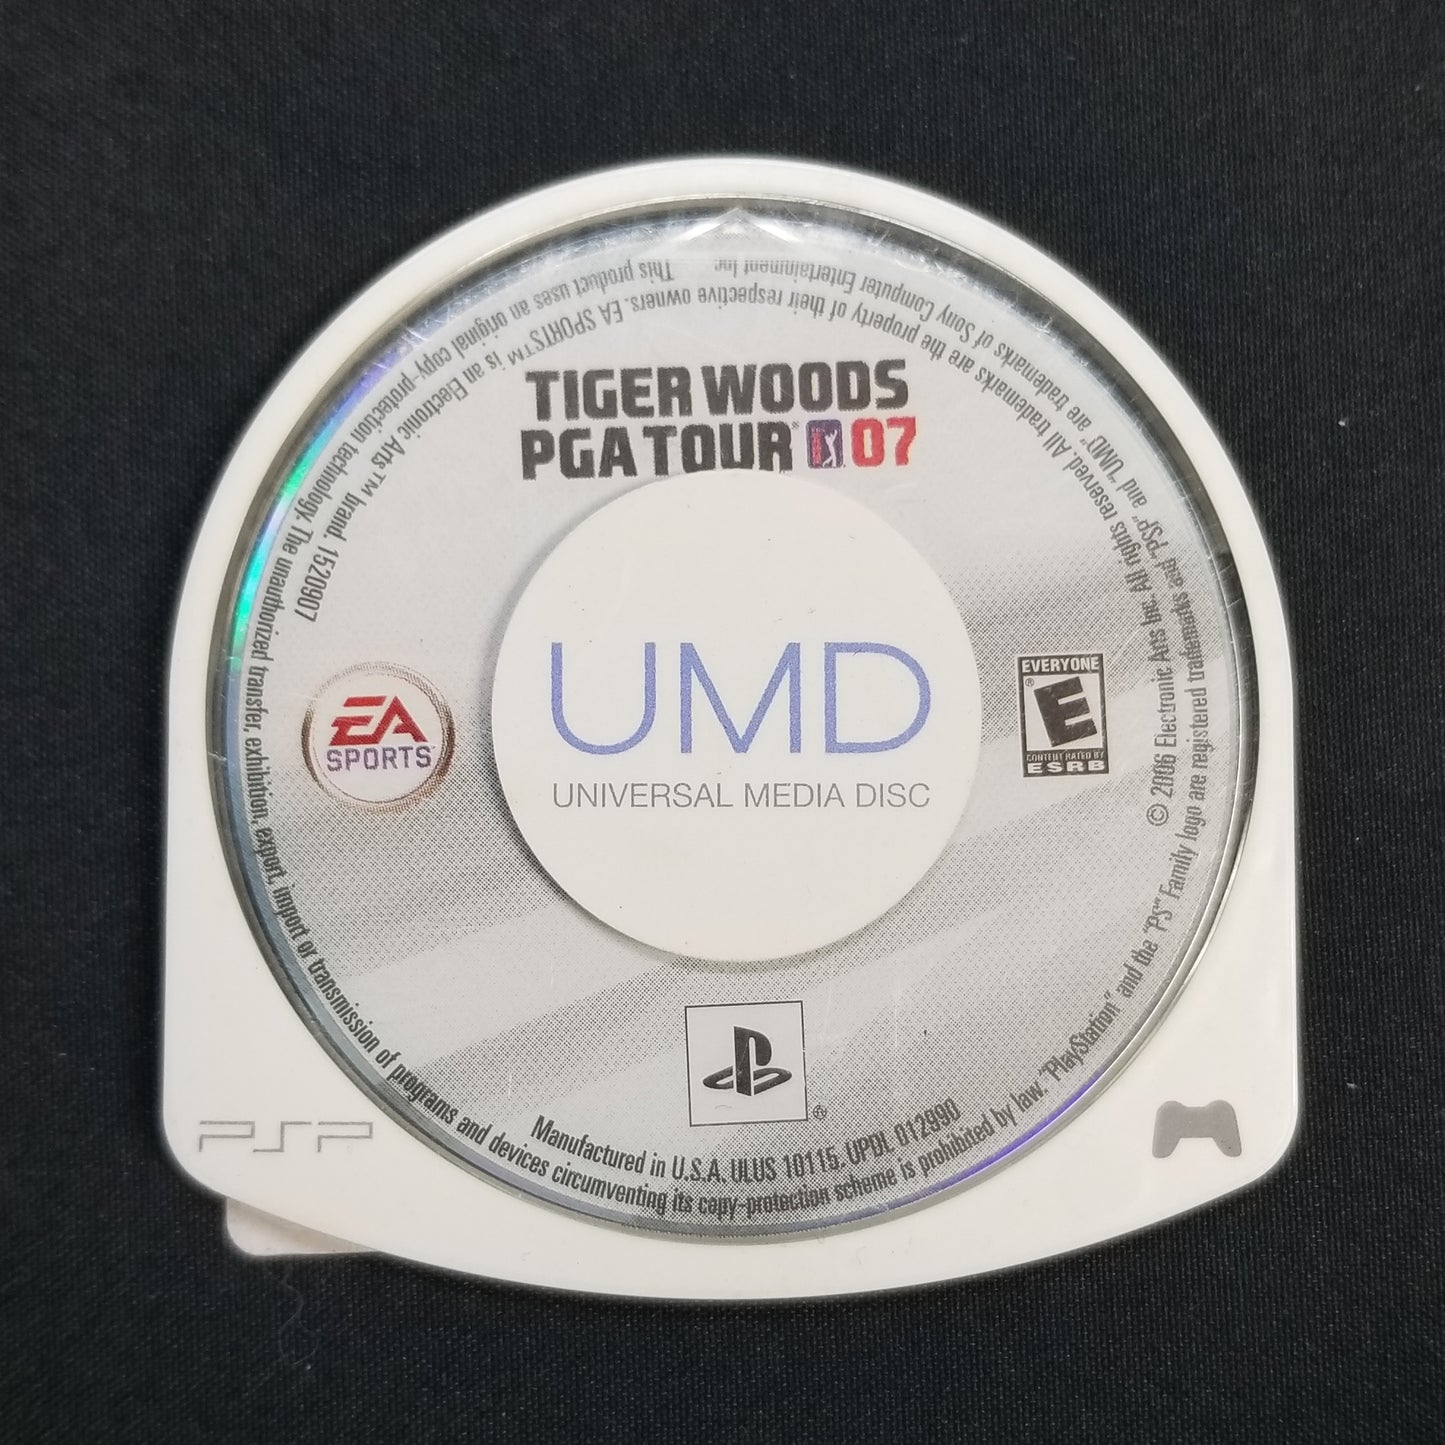 TIGER WOODS
PGA TOUR® 07
UMD
UNIVERSAL MEDIA DISC
EA
SPORTS™
EVERYONE
E
®
CONTENT RATED BY
ESRB
PSP
®
Manufactured in U.S.A. ULUS 10115. UPDL 012990
© 2006 Electronic Arts Inc. All rights reserved. All trademarks are the property of their respective owners. EA SPORTS™ is an Electronic Arts™ brand. 1520907
"PlayStation" and the "PS" Family logo are registered trademarks and "PSP" and "UMD" are trademarks of Sony Computer Entertainment Inc. This product uses an original copy-protection technology. The unauthorized transfer, exhibition, export, import or transmission of programs and devices circumventing its copy-protection scheme is prohibited by law.